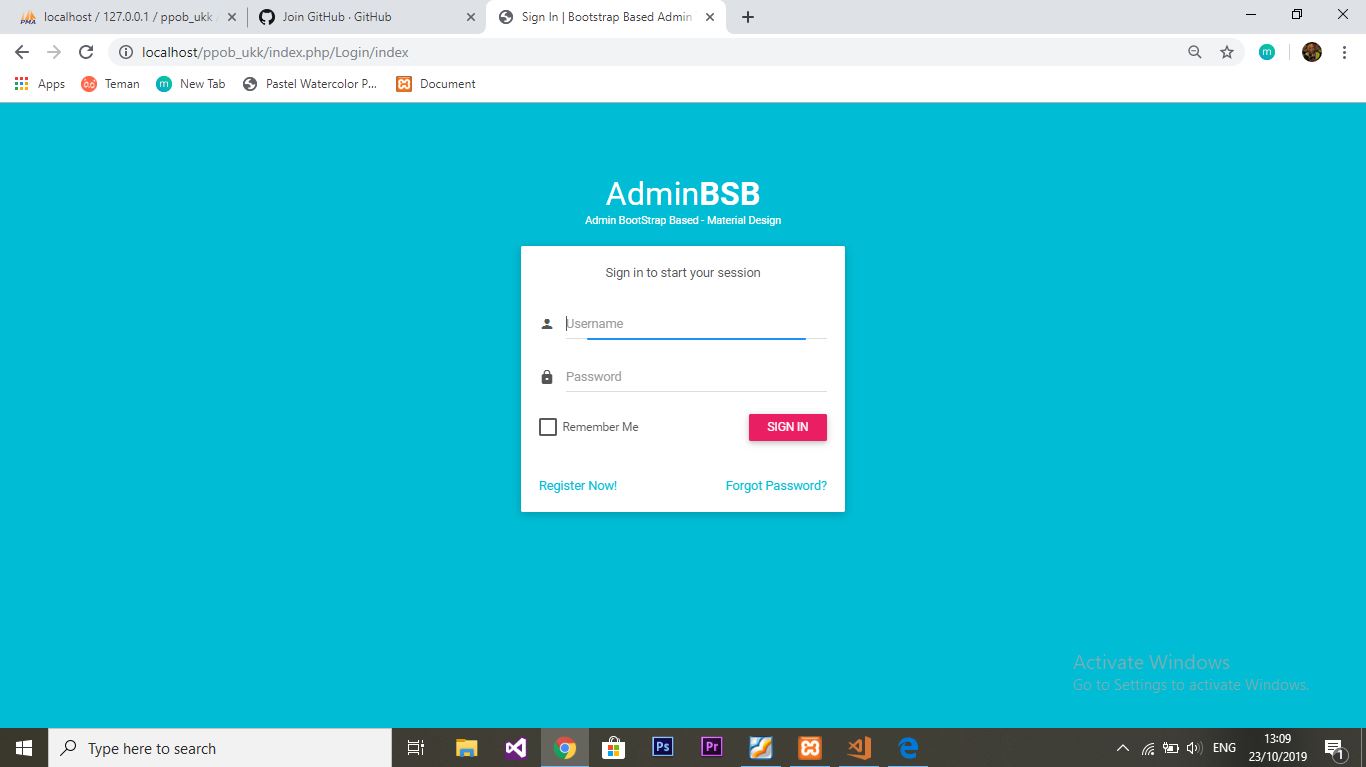 localhost / 127.0.0.1 / ppob_ukk
Join GitHub · GitHub
Sign In | Bootstrap Based Admin
localhost/ppob_ukk/index.php/Login/index
m
Apps
Teman
m
New Tab
Pastel Watercolor P...
Document
AdminBSB
Admin BootStrap Based - Material Design
Sign in to start your session
Username
Password
Remember Me
SIGN IN
Register Now!
Forgot Password?
Activate Windows
Go to Settings to activate Windows.
Type here to search
Ps
Pr
ENG
13:09
23/10/2019
1